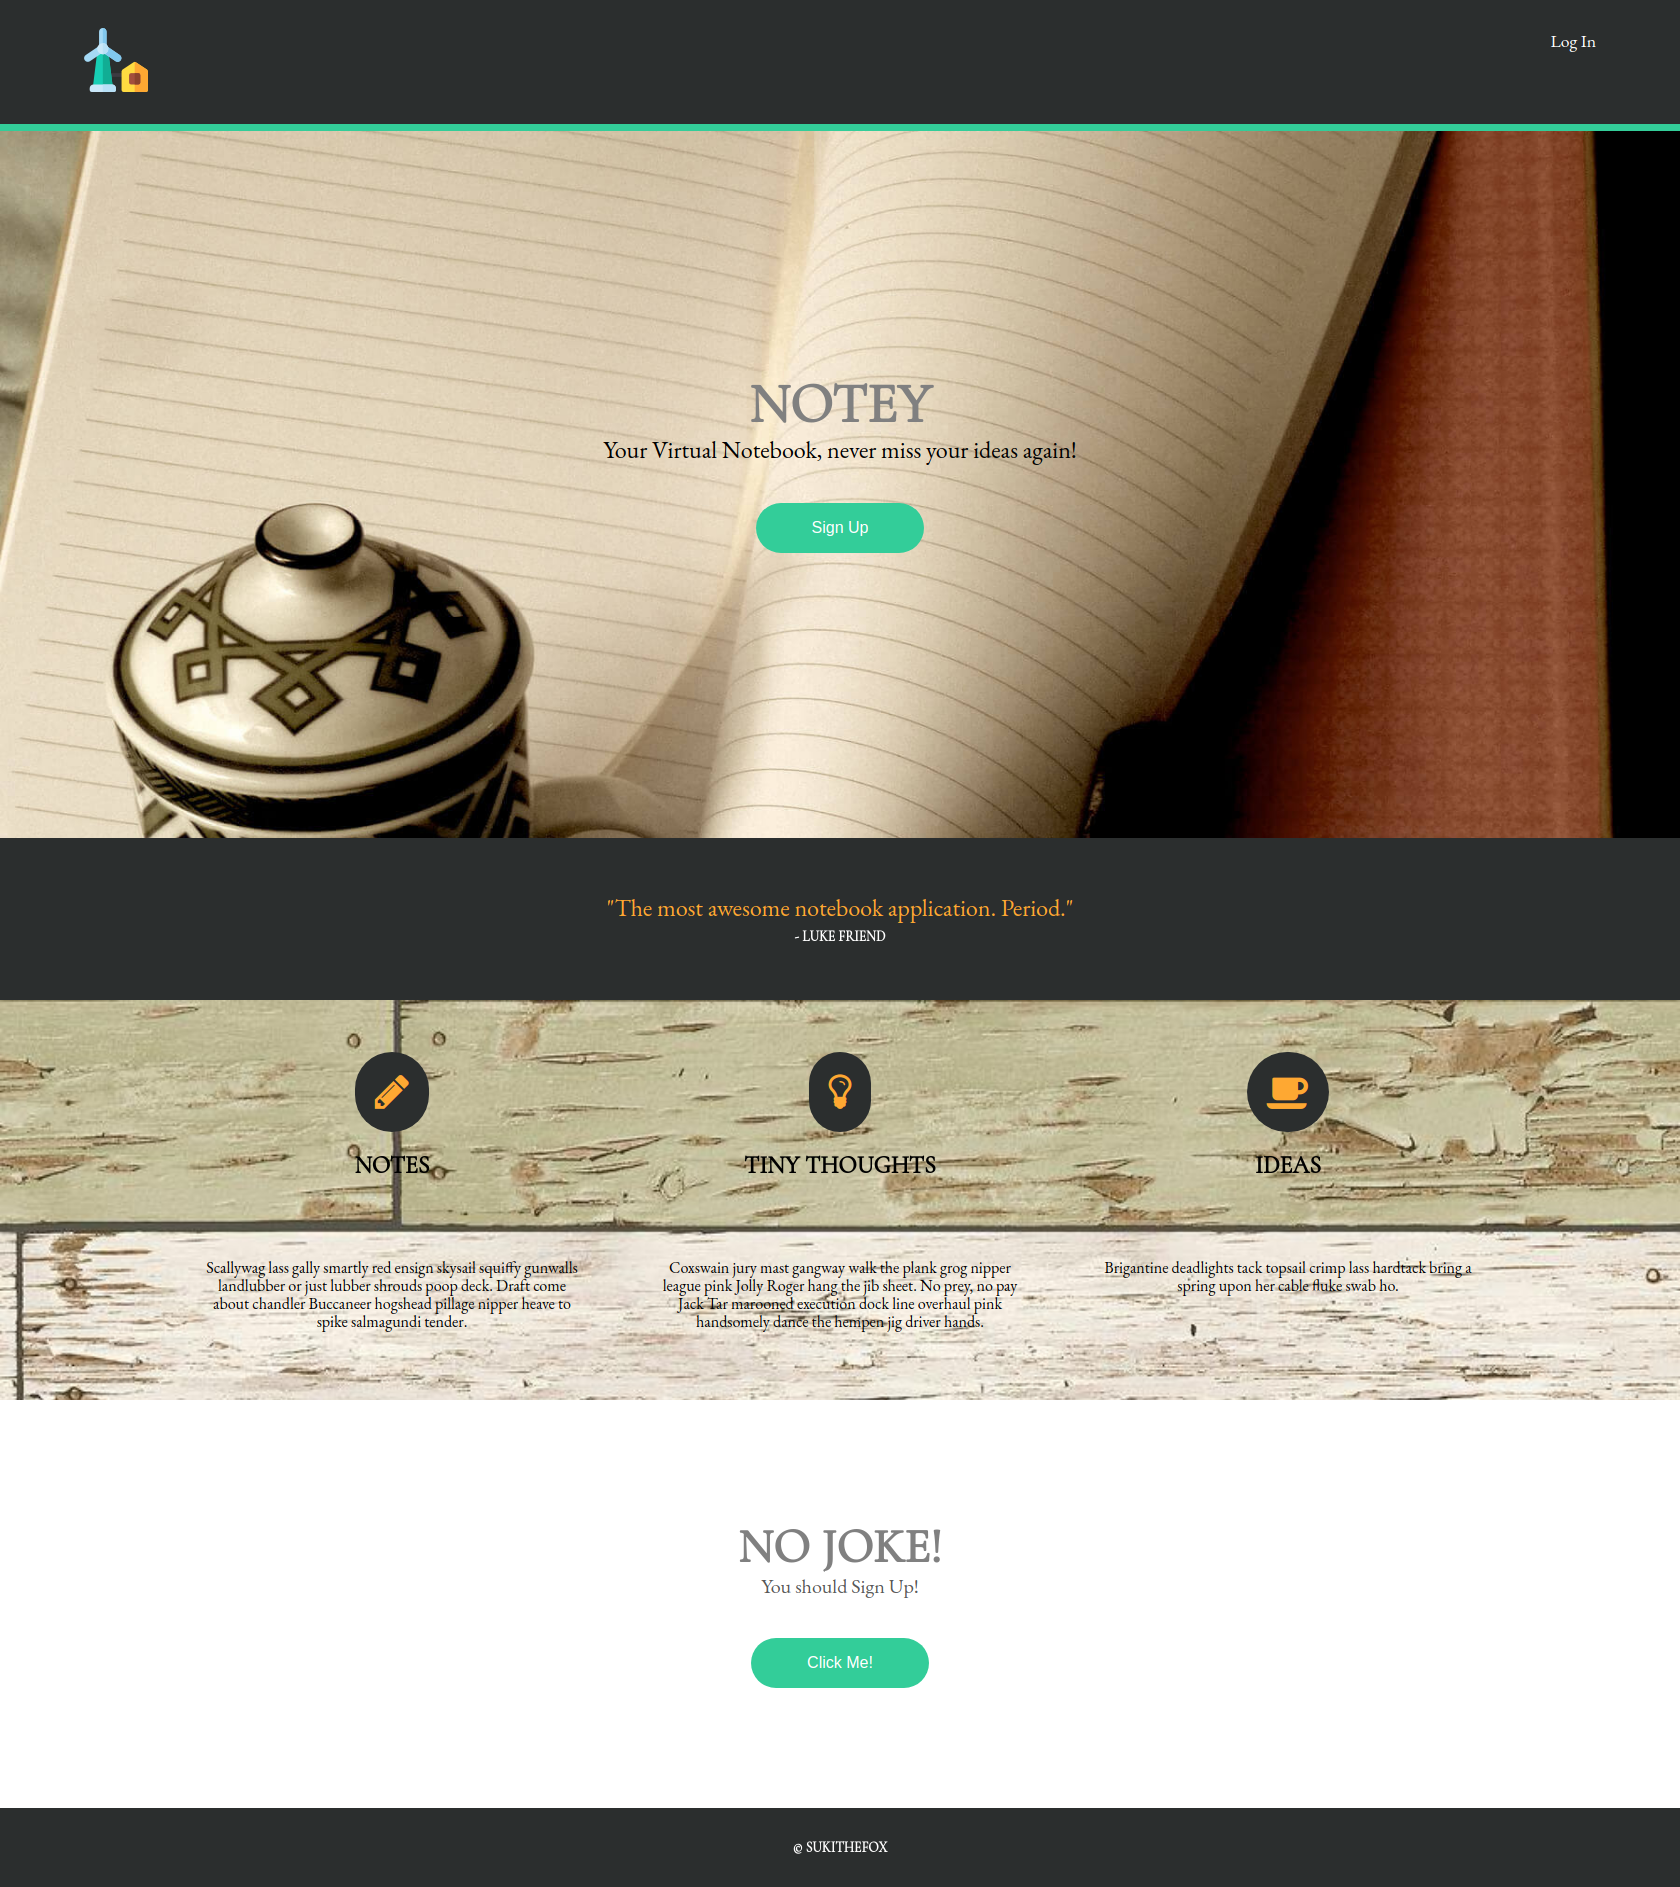 Log In
NOTEY
Your Virtual Notebook, never miss your ideas again!
Sign Up
"The most awesome notebook application. Period."
- LUKE FRIEND
NOTES
Scallywag lass gally smartly red ensign skysail squiffy gunwalls
landlubber or just lubber shrouds poop deck. Draft come
about chandler Buccaneer hogshead pillage nipper heave to
spike salmagundi tender.
TINY THOUGHTS
Coxswain jury mast gangway walk the plank grog nipper
league pink Jolly Roger hang the jib sheet. No prey, no pay
Jack Tar marooned execution dock line overhaul pink
handsomely dance the hempen jig driver hands.
IDEAS
Brigantine deadlights tack topsail crimp lass hardtack bring a
spring upon her cable fluke swab ho.
NO JOKE!
You should Sign Up!
Click Me!
@ SUKITHEFOX